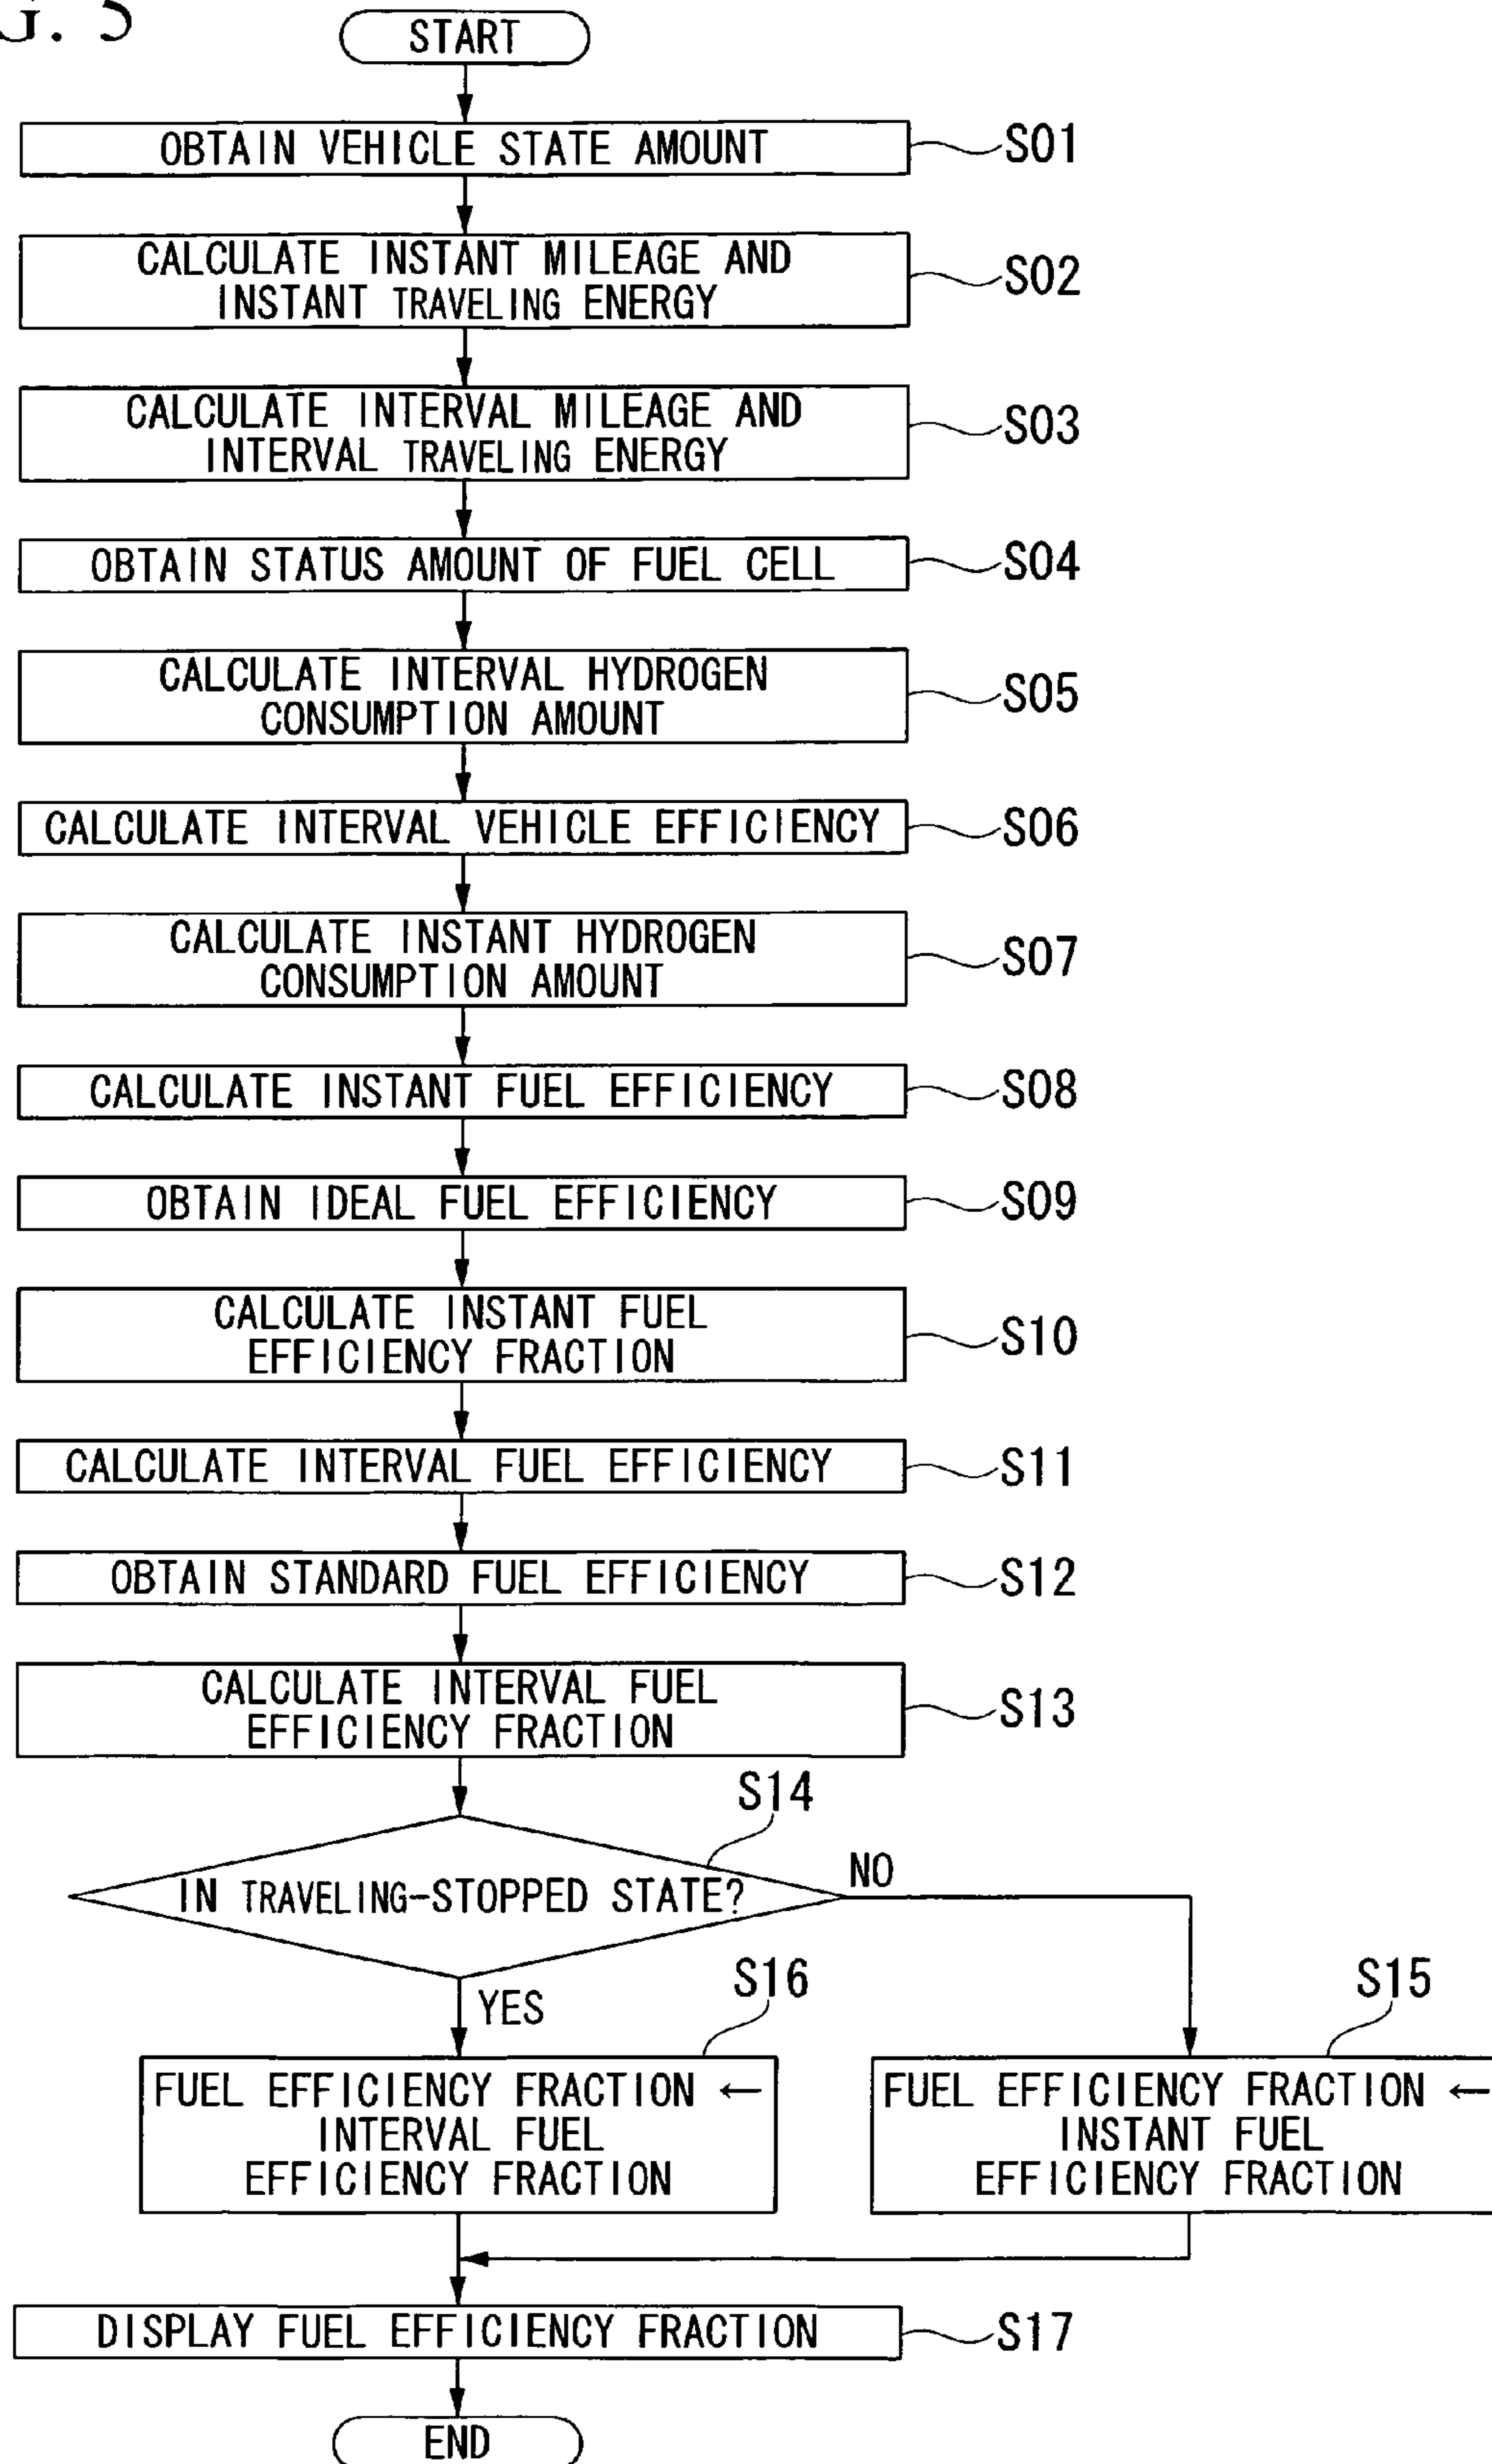 G. 5
START
OBTAIN VEHICLE STATE AMOUNT
S01
CALCULATE INSTANT MILEAGE AND
INSTANT TRAVELING ENERGY
S02
CALCULATE INTERVAL MILEAGE AND
INTERVAL TRAVELING ENERGY
S03
OBTAIN STATUS AMOUNT OF FUEL CELL
S04
CALCULATE INTERVAL HYDROGEN
CONSUMPTION AMOUNT
S05
CALCULATE INTERVAL VEHICLE EFFICIENCY
S06
CALCULATE INSTANT HYDROGEN
CONSUMPTION AMOUNT
S07
CALCULATE INSTANT FUEL EFFICIENCY
S08
OBTAIN IDEAL FUEL EFFICIENCY
S09
CALCULATE INSTANT FUEL
EFFICIENCY FRACTION
S10
CALCULATE INTERVAL FUEL EFFICIENCY
S11
OBTAIN STANDARD FUEL EFFICIENCY
S12
CALCULATE INTERVAL FUEL
EFFICIENCY FRACTION
S13
S14
IN TRAVELING-STOPPED STATE?
NO
YES
S16
FUEL EFFICIENCY FRACTION ←
INTERVAL FUEL
EFFICIENCY FRACTION
S15
FUEL EFFICIENCY FRACTION ←
INSTANT FUEL
EFFICIENCY FRACTION
DISPLAY FUEL EFFICIENCY FRACTION
S17
END